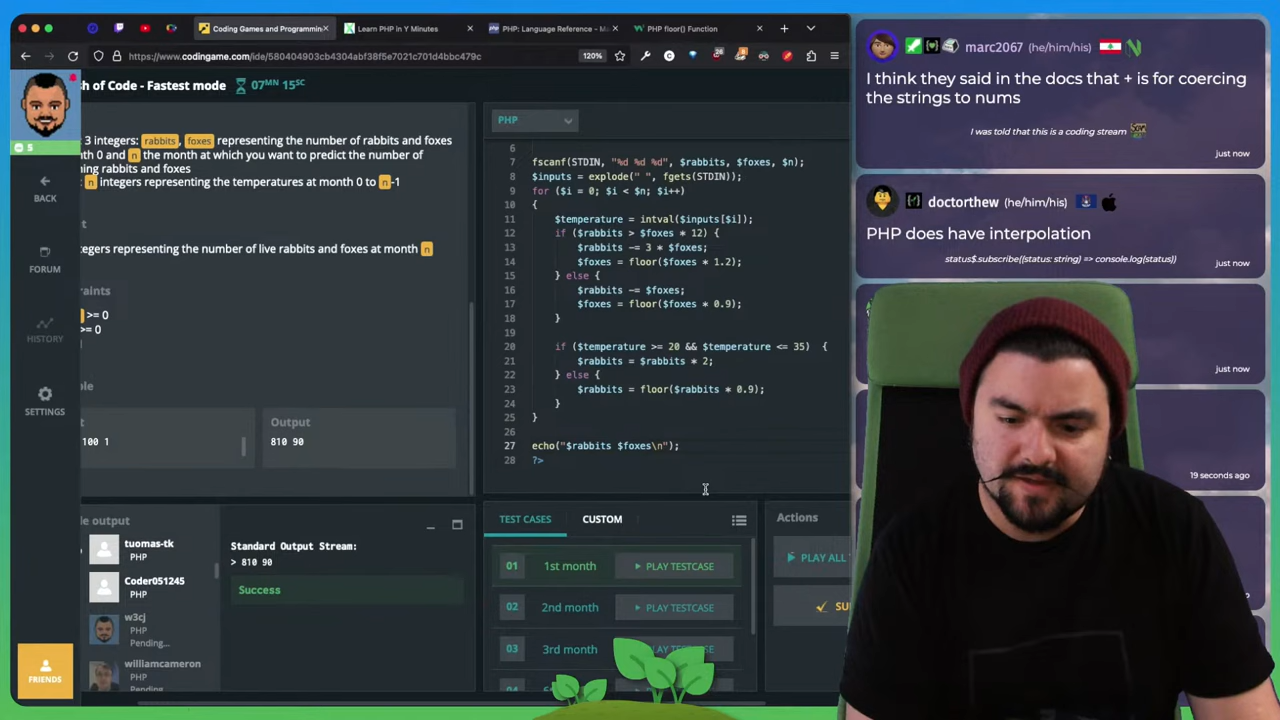 Coding Games and Programmin
Learn PHP in Y Minutes
PHP: Language Reference - Ma
PHP floor() Function
https://www.codingame.com/ide/580404903cb4304abf38f5e7021c701d4bbc479c
120%
sh of Code - Fastest mode
07MN 15SC
5
BACK
FORUM
HISTORY
SETTINGS
FRIENDS
3 integers: rabbits, foxes representing the number of rabbits and foxes
th 0 and n the month at which you want to predict the number of
ning rabbits and foxes
n integers representing the temperatures at month 0 to n-1
tegers representing the number of live rabbits and foxes at month n
raints
>= 0
>= 0
Output
100 1
810 90
PHP
6
7 fscanf(STDIN, "%d %d %d", $rabbits, $foxes, $n);
8 $inputs = explode(" ", fgets(STDIN));
9 for ($i = 0; $i < $n; $i++)
10 {
11 $temperature = intval($inputs[$i]);
12 if ($rabbits > $foxes * 12) {
13 $rabbits -= 3 * $foxes;
14 $foxes = floor($foxes * 1.2);
15 } else {
16 $rabbits -= $foxes;
17 $foxes = floor($foxes * 0.9);
18 }
19
20 if ($temperature >= 20 && $temperature <= 35) {
21 $rabbits = $rabbits * 2;
22 } else {
23 $rabbits = floor($rabbits * 0.9);
24 }
25 }
26
27 echo("$rabbits $foxes\n");
28 ?>
le output
tuomas-tk
PHP
Coder051245
PHP
w3cj
PHP
Pending...
williamcameron
PHP
Pending
Standard Output Stream:
> 810 90
Success
TEST CASES
CUSTOM
01 1st month PLAY TESTCASE
02 2nd month PLAY TESTCASE
03 3rd month PLAY TESTCASE
Actions
PLAY ALL
SU
marc2067 (he/him/his)
I think they said in the docs that + is for coercing
the strings to nums
I was told that this is a coding stream
just now
doctorthew (he/him/his)
PHP does have interpolation
status$.subscribe((status: string) => console.log(status))
just now
just now
19 seconds ago